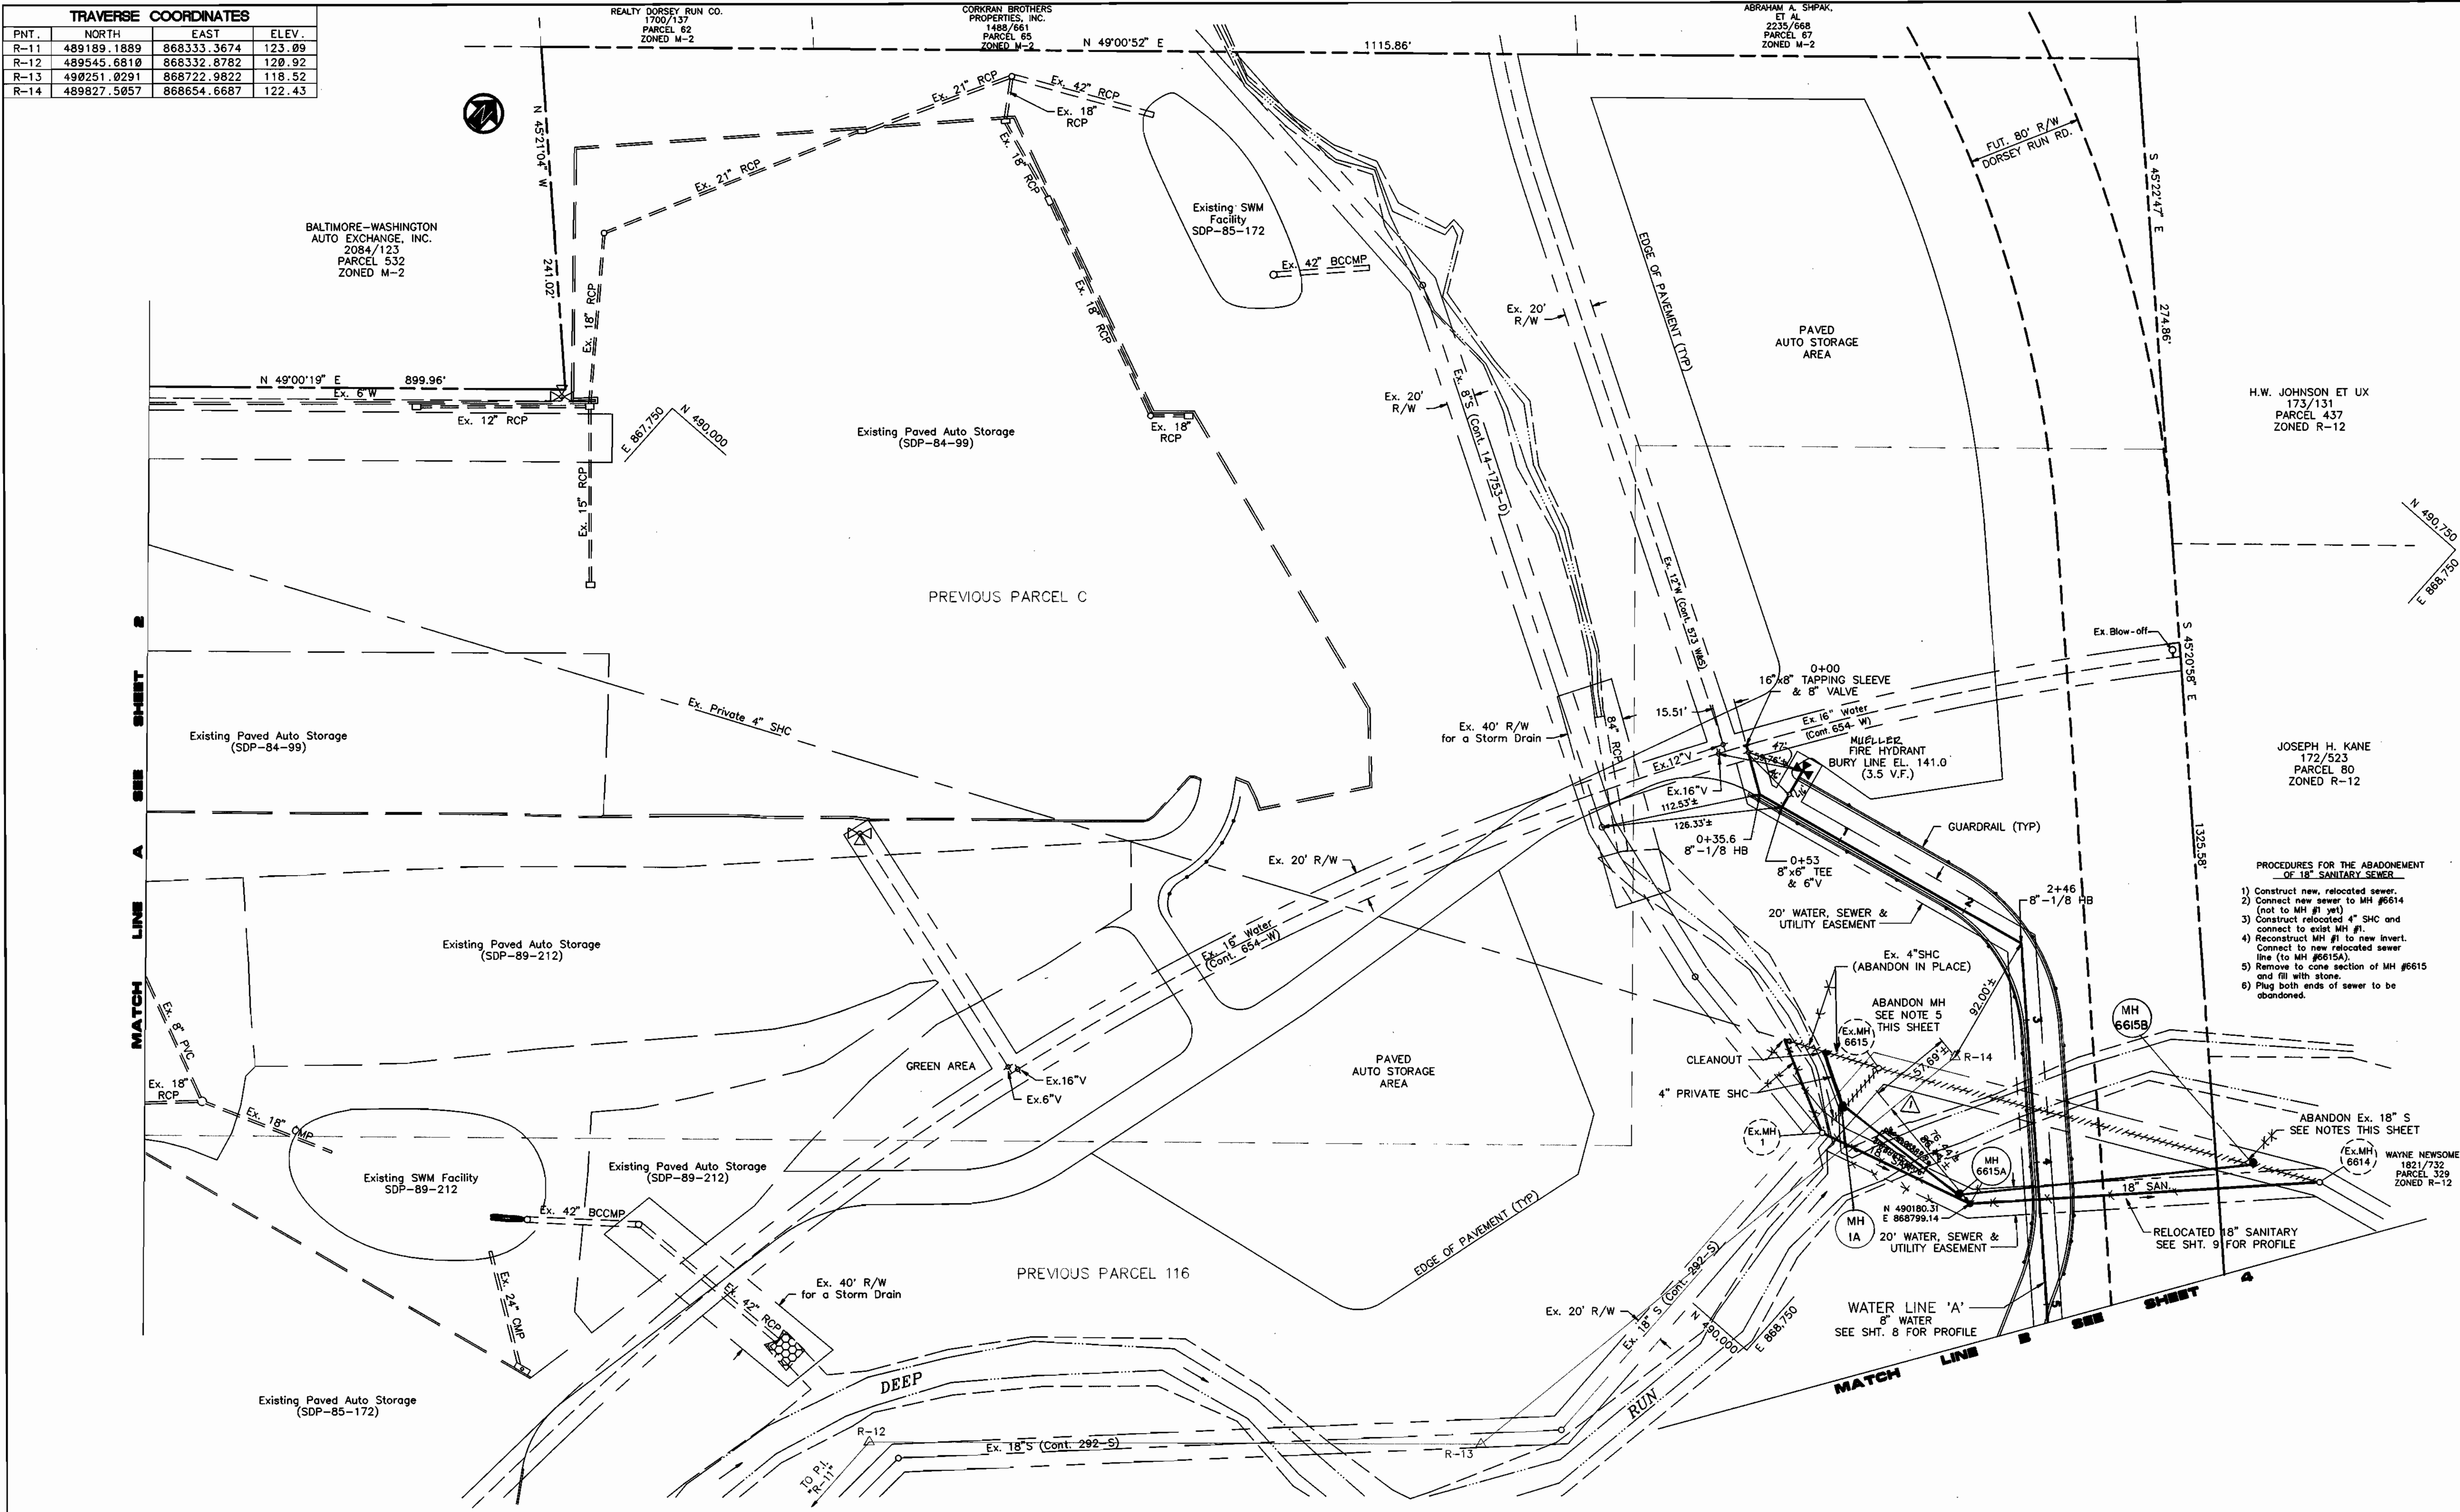 TRAVERSE COORDINATES
PNT. NORTH EAST ELEV.
R-11 489189.1889 868333.3674 123.09
R-12 489545.6810 868332.8782 120.92
R-13 490251.0291 868722.9822 118.52
R-14 489827.5057 868654.6687 122.43
REALTY DORSEY RUN CO.
1700/137
PARCEL 62
ZONED M-2
CORKRAN BROTHERS
PROPERTIES, INC.
1488/661
PARCEL 65
ZONED M-2
N 49°00'52" E
1115.86'
ABRAHAM A. SHPAK,
ET AL
2235/668
PARCEL 67
ZONED M-2
N 45°21'04" W
241.02'
Ex. 21" RCP
Ex. 42" RCP
Ex. 18"
RCP
Ex. 21" RCP
Ex. 18" RCP
Ex. 18" RCP
Ex. 18" RCP
Existing SWM
Facility
SDP-85-172
Ex. 42" BCCMP
FUT. 80' R/W
DORSEY RUN RD.
S 45°22'47" E
274.86'
BALTIMORE-WASHINGTON
AUTO EXCHANGE, INC.
2084/123
PARCEL 532
ZONED M-2
EDGE OF PAVEMENT (TYP)
Ex. 20'
R/W
PAVED
AUTO STORAGE
AREA
N 49°00'19" E
899.96'
Ex. 6"W
Ex. 12" RCP
E 867,750
N 490,000
Ex. 15" RCP
Existing Paved Auto Storage
(SDP-84-99)
Ex. 18"
RCP
Ex. 20'
R/W
Ex. 8"S (Cont. 14-1753-D)
H.W. JOHNSON ET UX
173/131
PARCEL 437
ZONED R-12
N 490,750
E 868,750
PREVIOUS PARCEL C
Ex. 12"W (Cont. 573 W&S)
Ex. Blow-off
S 45°20'58" E
1325.58'
MATCH LINE A SEE SHEET 2
Existing Paved Auto Storage
(SDP-84-99)
Ex. Private 4" SHC
Ex. 40' R/W
for a Storm Drain
84" RCP
15.51'
0+00
16"x8" TAPPING SLEEVE
& 8" VALVE
Ex. 16" Water
(Cont. 654-W)
47'
MUELLER
FIRE HYDRANT
BURY LINE EL. 141.0
(3.5 V.F.)
Ex.12"V
Ex.16"V
112.53'±
126.33'±
0+35.6
8"-1/8 HB
0+53
8"x6" TEE
& 6"V
GUARDRAIL (TYP)
JOSEPH H. KANE
172/523
PARCEL 80
ZONED R-12
PROCEDURES FOR THE ABADONEMENT
OF 18" SANITARY SEWER
1) Construct new, relocated sewer.
2) Connect new sewer to MH #6614
(not to MH #1 yet)
3) Construct relocated 4" SHC and
connect to exist MH #1.
4) Reconstruct MH #1 to new invert.
Connect to new relocated sewer
line (to MH #6615A).
5) Remove to cone section of MH #6615
and fill with stone.
6) Plug both ends of sewer to be
abandoned.
Ex. 20' R/W
1
2
2+46
8"-1/8 HB
20' WATER, SEWER &
UTILITY EASEMENT
Existing Paved Auto Storage
(SDP-89-212)
Ex. 16" Water
(Cont. 654-W)
Ex. 4"SHC
(ABANDON IN PLACE)
92.00'±
ABANDON MH
SEE NOTE 5
THIS SHEET
Ex.MH
6615
MH
6615B
3
57.69'±
R-14
Ex. 8" PVC
Ex. 18"
RCP
Ex. 18" CMP
GREEN AREA
Ex.16"V
Ex.6"V
PAVED
AUTO STORAGE
AREA
CLEANOUT
4" PRIVATE SHC
1
Ex.MH
1
MH
6615A
ABANDON Ex. 18" S
SEE NOTES THIS SHEET
Ex.MH
6614
WAYNE NEWSOME
1821/732
PARCEL 329
ZONED R-12
Existing SWM Facility
SDP-89-212
Existing Paved Auto Storage
(SDP-89-212)
Ex. 42" BCCMP
18" SAN.
4
N 490180.31
E 868799.14
MH
1A
20' WATER, SEWER &
UTILITY EASEMENT
RELOCATED 18" SANITARY
SEE SHT. 9 FOR PROFILE
EDGE OF PAVEMENT (TYP)
PREVIOUS PARCEL 116
Ex. 24" CMP
Ex. 42" RCP
Ex. 40' R/W
for a Storm Drain
Ex. 20' R/W
Ex. 18" S (Cont. 292-S)
N 490,000
E 868,750
WATER LINE 'A'
8" WATER
SEE SHT. 8 FOR PROFILE
5
MATCH LINE B SEE SHEET 4
DEEP
RUN
Existing Paved Auto Storage
(SDP-85-172)
R-12
Ex. 18"S (Cont. 292-S)
R-13
TO P.I.
"R-11"